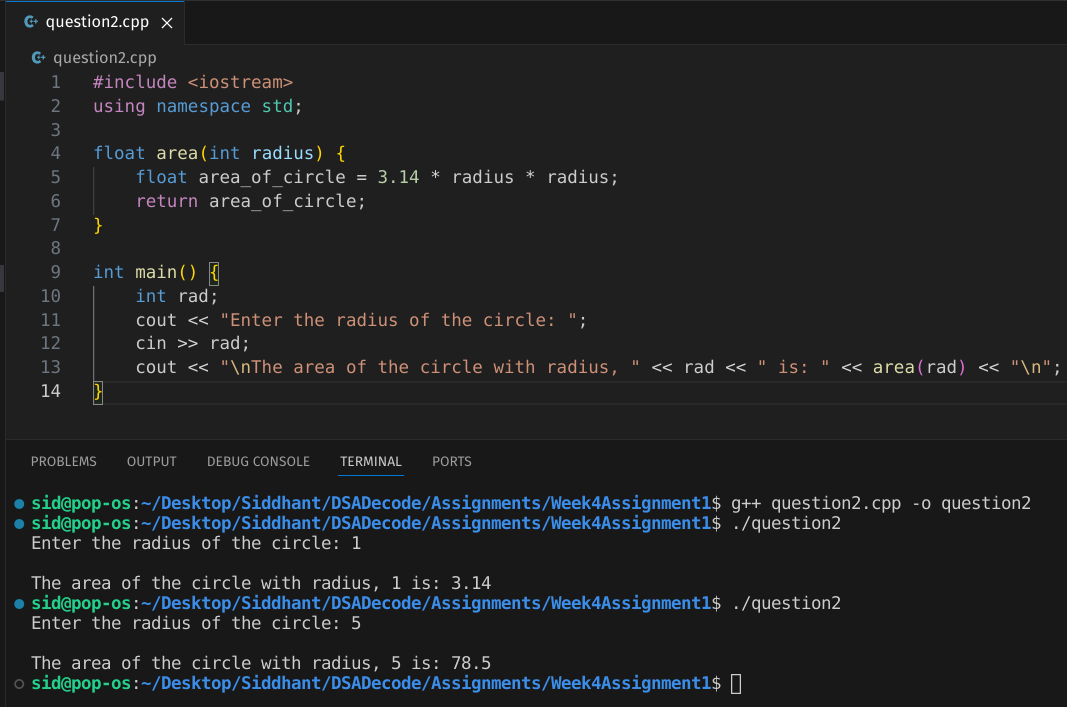 question2.cpp
question2.cpp
1 #include <iostream>
2 using namespace std;
3
4 float area(int radius) {
5     float area_of_circle = 3.14 * radius * radius;
6     return area_of_circle;
7 }
8
9 int main() {
10     int rad;
11     cout << "Enter the radius of the circle: ";
12     cin >> rad;
13     cout << "\nThe area of the circle with radius, " << rad << " is: " << area(rad) << "\n";
14 }
PROBLEMS OUTPUT DEBUG CONSOLE TERMINAL PORTS
sid@pop-os:~/Desktop/Siddhant/DSADecode/Assignments/Week4Assignment1$ g++ question2.cpp -o question2
sid@pop-os:~/Desktop/Siddhant/DSADecode/Assignments/Week4Assignment1$ ./question2
Enter the radius of the circle: 1
The area of the circle with radius, 1 is: 3.14
sid@pop-os:~/Desktop/Siddhant/DSADecode/Assignments/Week4Assignment1$ ./question2
Enter the radius of the circle: 5
The area of the circle with radius, 5 is: 78.5
sid@pop-os:~/Desktop/Siddhant/DSADecode/Assignments/Week4Assignment1$